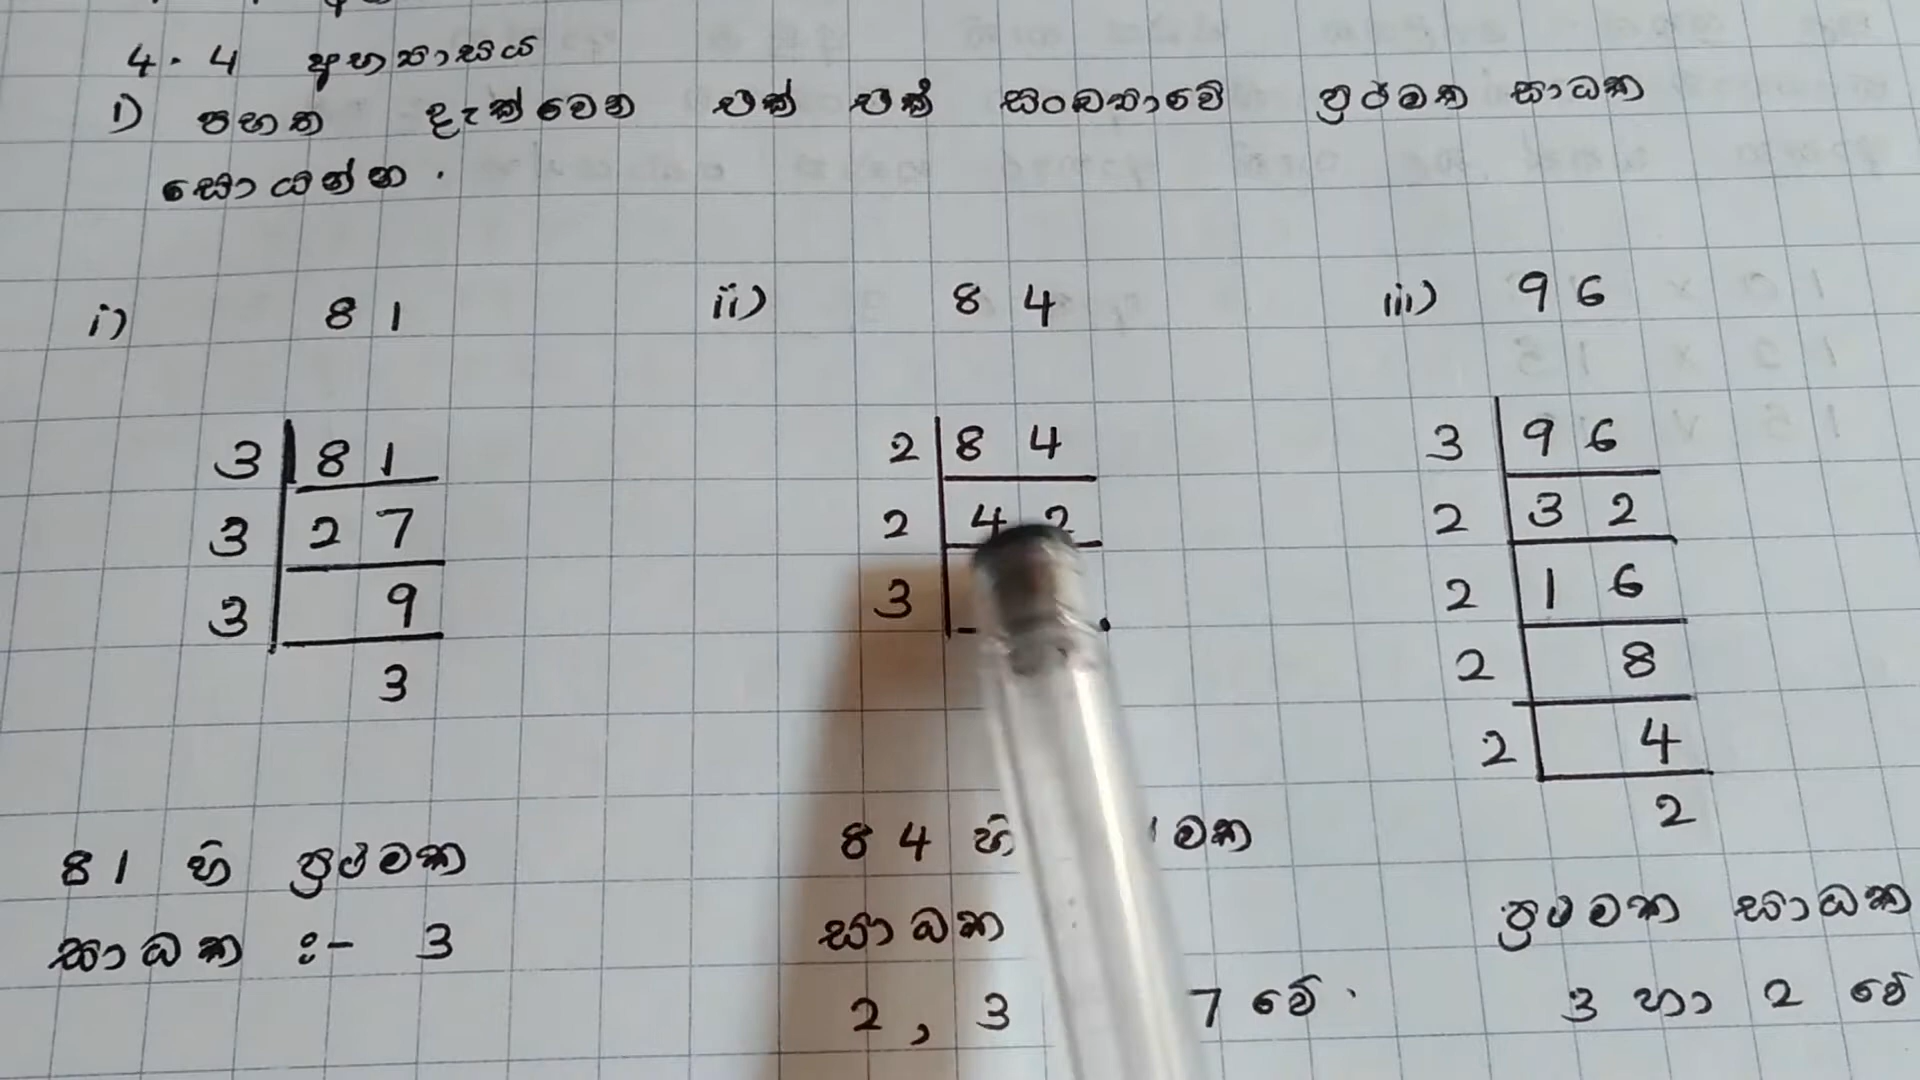 4.4 අභ්‍යාසය
1) පහත දැක්වෙන එක් එක් සංඛ්‍යාවේ ප්‍රථමක සාධක
සොයන්න.
i) 81
3 81
3 27
3 9
3
81 හි ප්‍රථමක
සාධක :- 3
ii) 84
2 84
2 42
3
84 හි මක
සාධක
2, 3 7 වේ.
iii) 96
3 96
2 32
2 16
2 8
2 4
2
ප්‍රථමක සාධක
3 හා 2 වේ